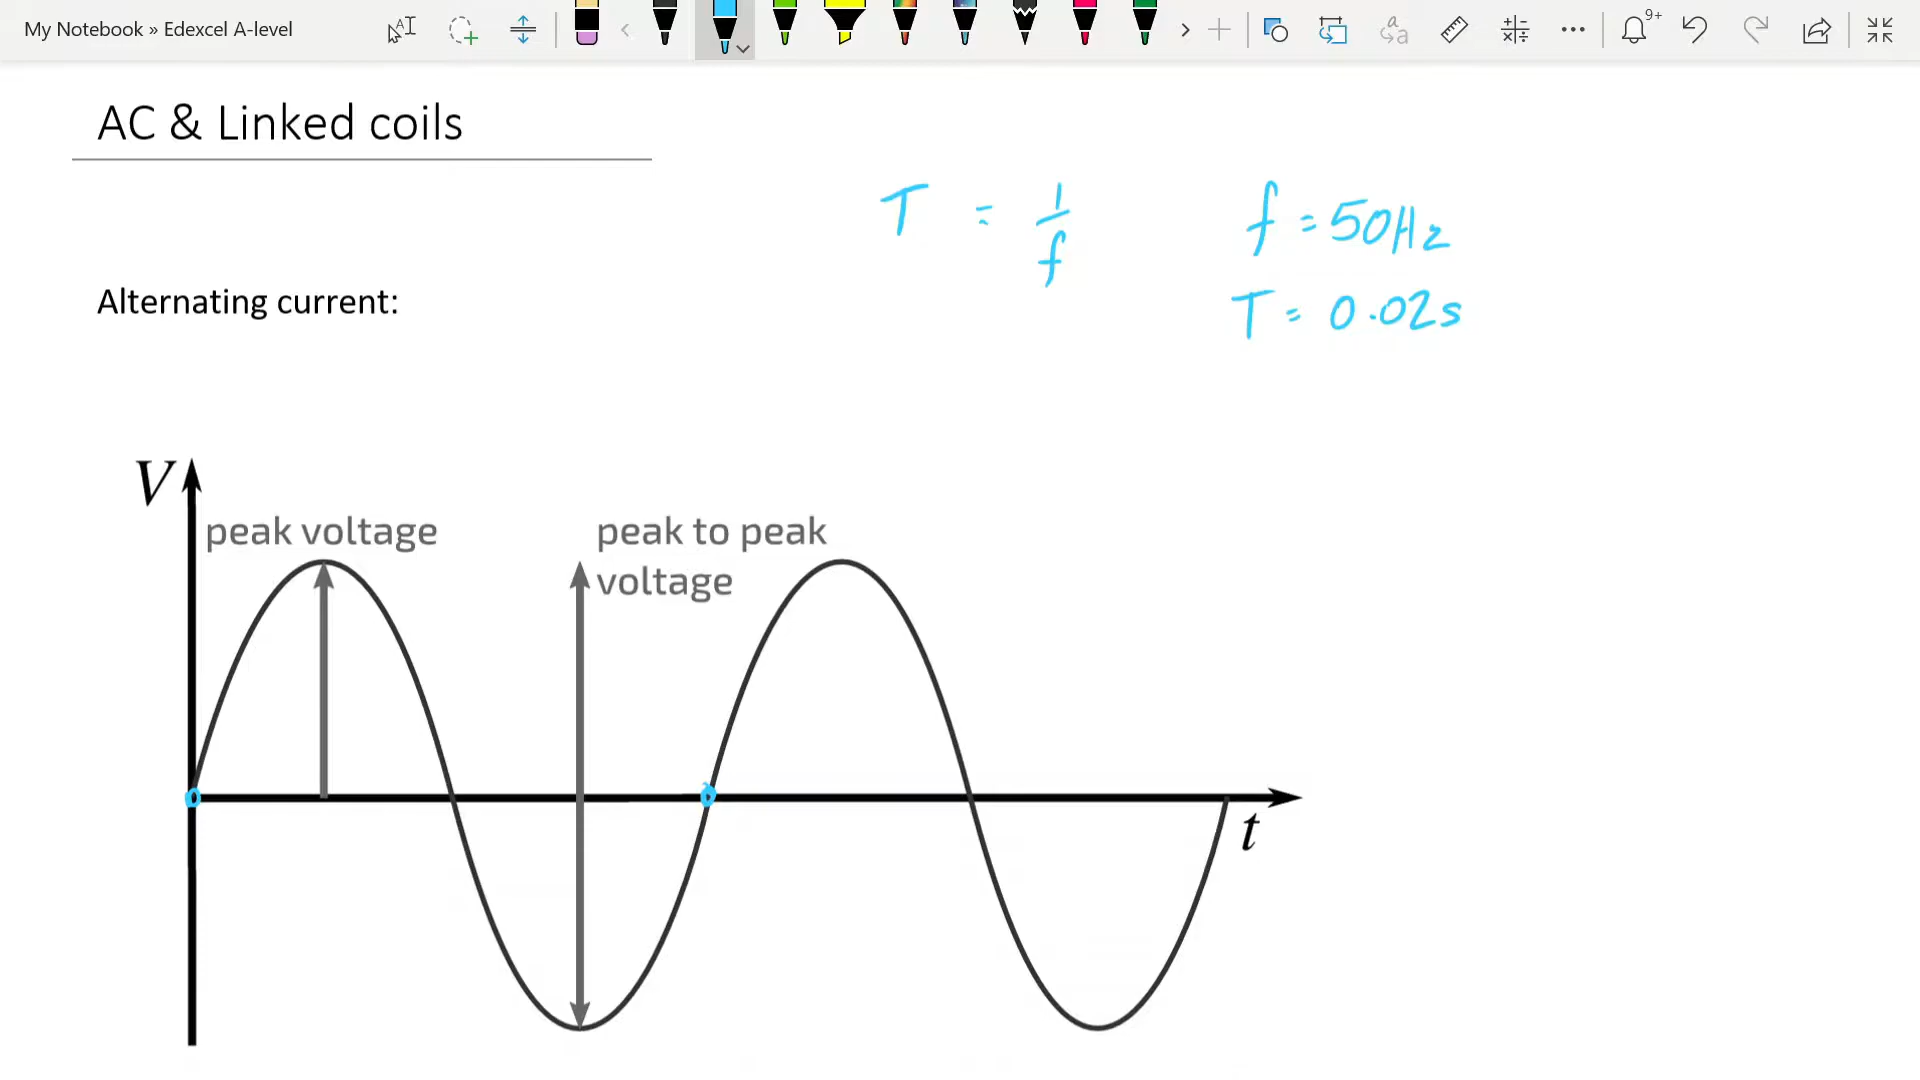 My Notebook » Edexcel A-level
9+
AC & Linked coils
T = 1/f
f = 50Hz
T = 0.02s
Alternating current:
V
peak voltage
peak to peak
voltage
t